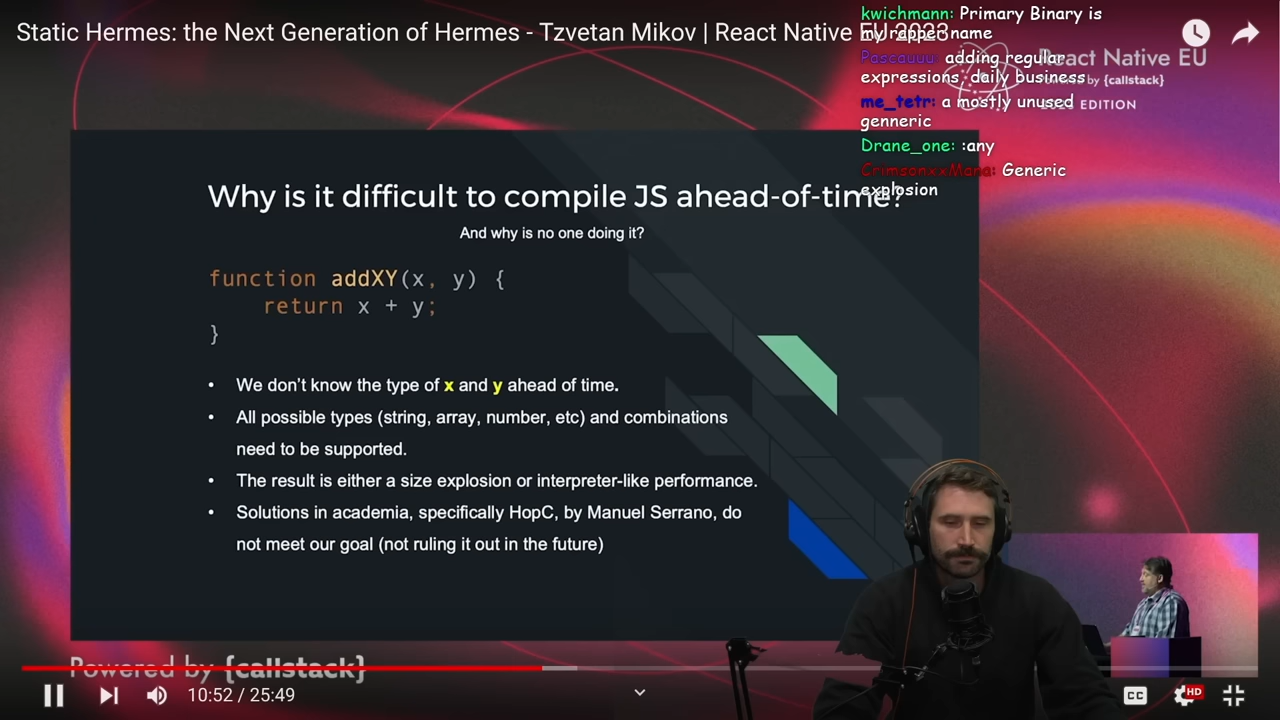 Static Hermes: the Next Generation of Hermes - Tzvetan Mikov | React Native EU 2023
kwichmann: Primary Binary is
my rapper name
Pascauuu: adding regular
expressions, daily business
me_tetr: a mostly unused
genneric
Drane_one: :any
CrimsonxxMana: Generic
explosion
React Native EU
by {callstack}
EDITION
Why is it difficult to compile JS ahead-of-time?
And why is no one doing it?
function addXY(x, y) {
return x + y;
}
• We don't know the type of x and y ahead of time.
• All possible types (string, array, number, etc) and combinations
need to be supported.
• The result is either a size explosion or interpreter-like performance.
• Solutions in academia, specifically HopC, by Manuel Serrano, do
not meet our goal (not ruling it out in the future)
Powered by {callstack}
10:52 / 25:49
CC
HD